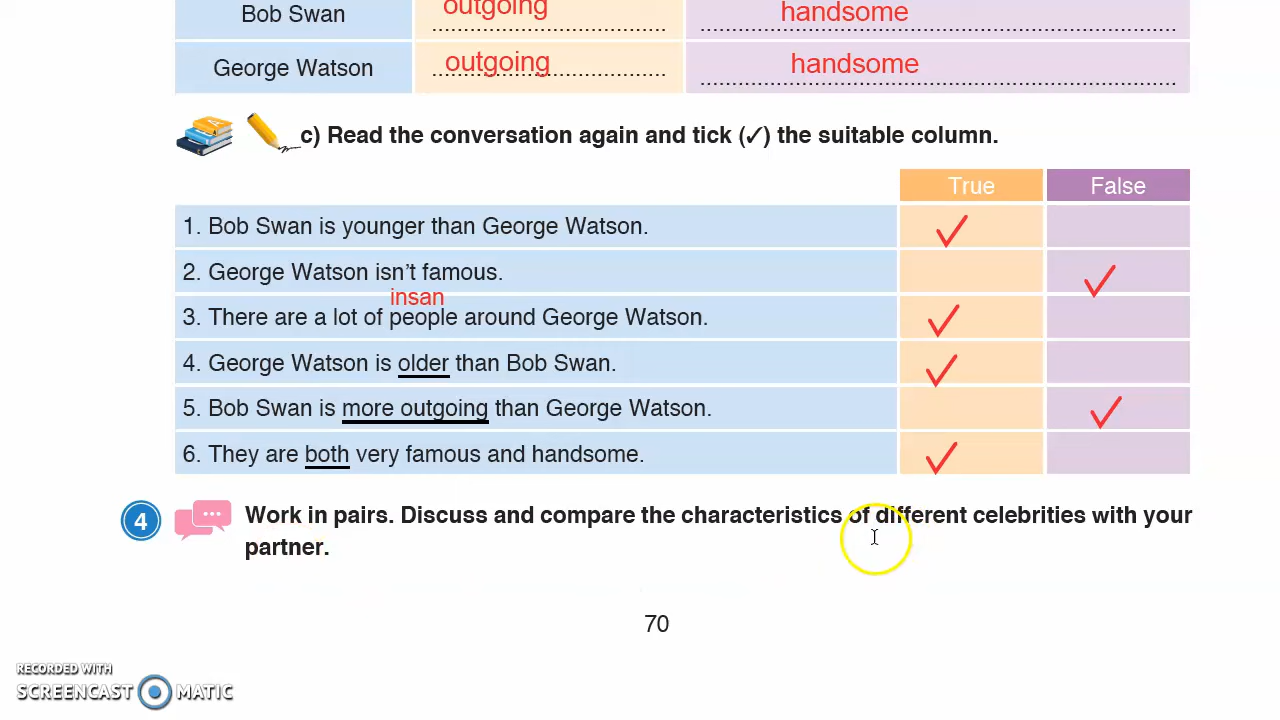 Bob Swan outgoing handsome
George Watson outgoing handsome
c) Read the conversation again and tick (✓) the suitable column.
True False
1. Bob Swan is younger than George Watson. ✓
2. George Watson isn't famous. ✓
insan
3. There are a lot of people around George Watson. ✓
4. George Watson is older than Bob Swan. ✓
5. Bob Swan is more outgoing than George Watson. ✓
6. They are both very famous and handsome. ✓
4 Work in pairs. Discuss and compare the characteristics of different celebrities with your
partner.
70
RECORDED WITH
SCREENCAST MATIC